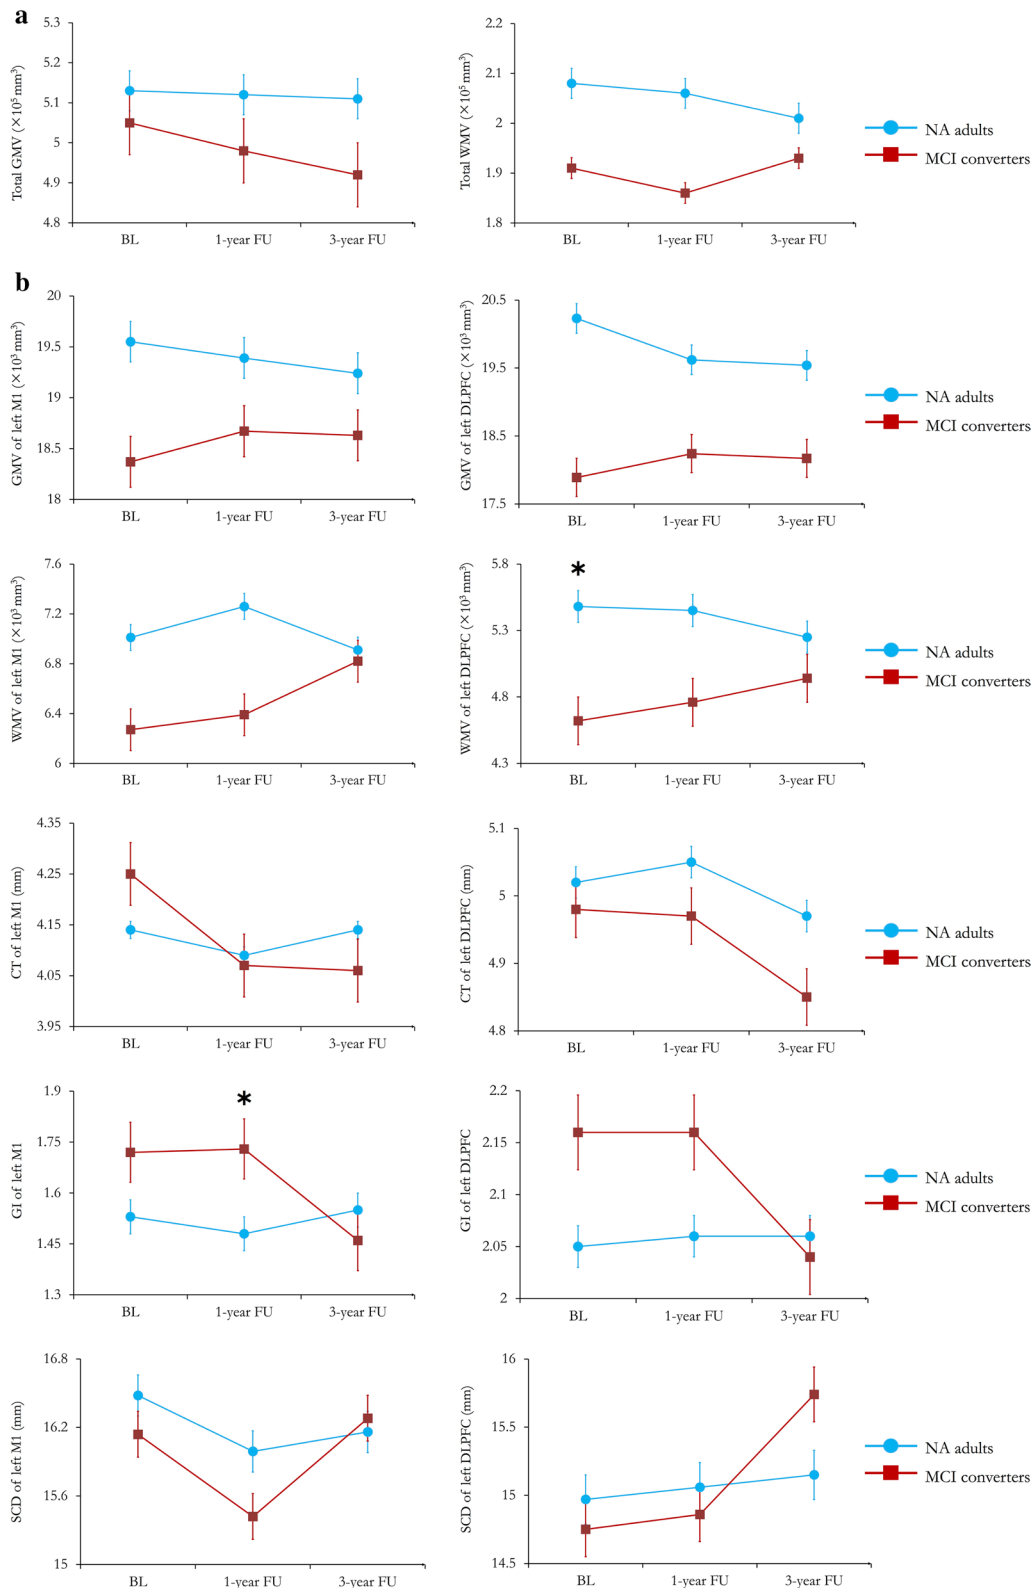 a
5.3
5.2
5.1
5
4.9
4.8
Total GMV (×10⁵ mm³)
BL
1-year FU
3-year FU
2.2
2.1
2
1.9
1.8
Total WMV (×10⁵ mm³)
BL
1-year FU
3-year FU
NA adults
MCI converters
b
20
19.5
19
18.5
18
GMV of left M1 (×10³ mm³)
BL
1-year FU
3-year FU
20.5
19.5
18.5
17.5
GMV of left DLPFC (×10³ mm³)
BL
1-year FU
3-year FU
NA adults
MCI converters
7.6
7.2
6.8
6.4
6
WMV of left M1 (×10³ mm³)
BL
1-year FU
3-year FU
5.8
5.3
4.8
4.3
WMV of left DLPFC (×10³ mm³)
*
BL
1-year FU
3-year FU
NA adults
MCI converters
4.35
4.25
4.15
4.05
3.95
CT of left M1 (mm)
BL
1-year FU
3-year FU
5.1
5
4.9
4.8
CT of left DLPFC (mm)
BL
1-year FU
3-year FU
NA adults
MCI converters
1.9
1.75
1.6
1.45
1.3
GI of left M1
*
BL
1-year FU
3-year FU
2.2
2.15
2.1
2.05
2
GI of left DLPFC
BL
1-year FU
3-year FU
NA adults
MCI converters
16.8
16.2
15.6
15
SCD of left M1 (mm)
BL
1-year FU
3-year FU
16
15.5
15
14.5
SCD of left DLPFC (mm)
BL
1-year FU
3-year FU
NA adults
MCI converters